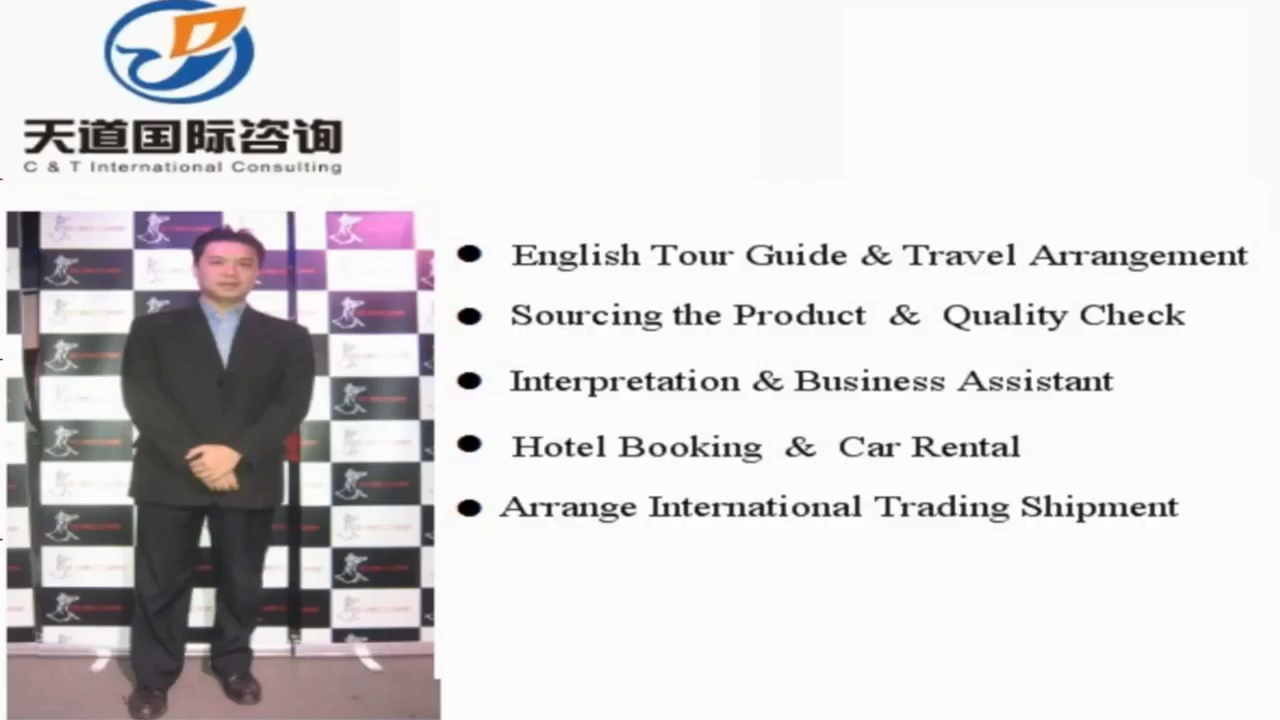 天道国际咨询
C & T International Consulting
English Tour Guide & Travel Arrangement
Sourcing the Product & Quality Check
Interpretation & Business Assistant
Hotel Booking & Car Rental
Arrange International Trading Shipment